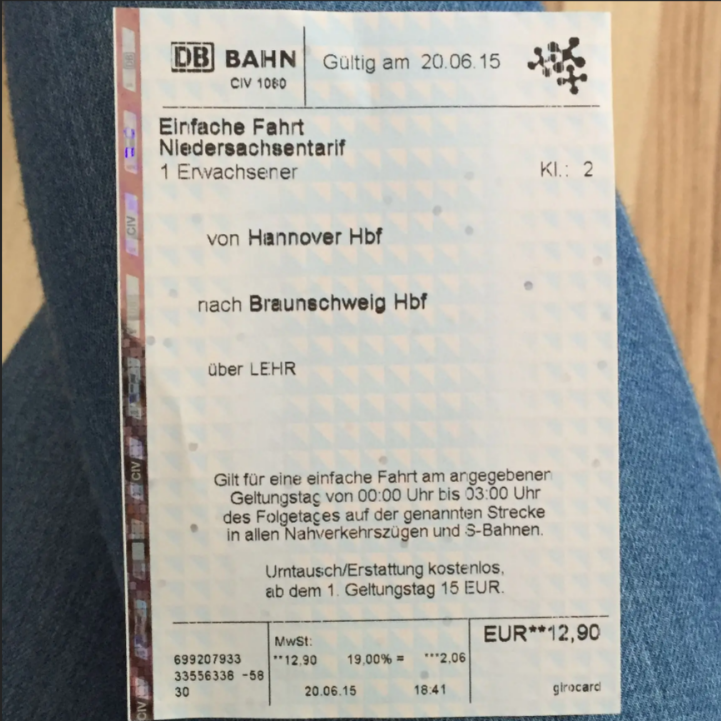 DB BAHN
CIV 1080
Gültig am 20.06.15
Einfache Fahrt
Niedersachsentarif
1 Erwachsener Kl.: 2
von Hannover Hbf
nach Braunschweig Hbf
über LEHR
Gilt für eine einfache Fahrt am angegebenen
Geltungstag von 00:00 Uhr bis 03:00 Uhr
des Folgetages auf der genannten Strecke
in allen Nahverkehrszügen und S-Bahnen.
Umtausch/Erstattung kostenlos,
ab dem 1. Geltungstag 15 EUR.
699207933
33556338 -58
30
MwSt:
**12,90 19,00% = ***2,06
20.06.15 18:41
EUR**12,90
girocard
CIV
CIV
CIV